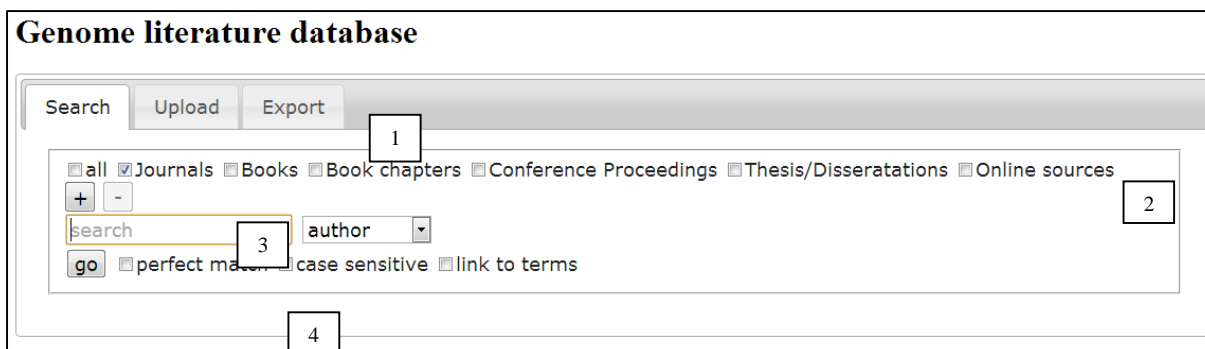 Genome literature database
Search Upload Export
1
all Journals Books Book chapters Conference Proceedings Thesis/Disseratations Online sources
+ -
2
search author
3
go perfect match case sensitive link to terms
4